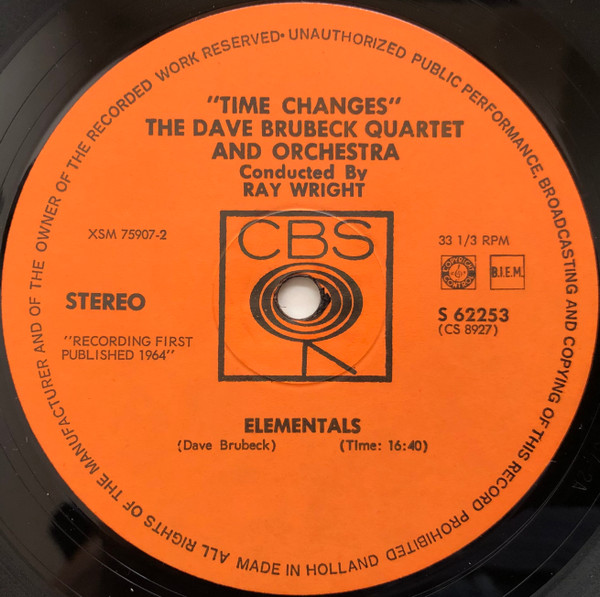 ALL RIGHTS OF THE MANUFACTURER AND OF THE OWNER OF THE RECORDED WORK RESERVED• UNAUTHORIZED PUBLIC PERFORMANCE, BROADCASTING AND COPYING OF THIS RECORD PROHIBITED
"TIME CHANGES"
THE DAVE BRUBECK QUARTET
AND ORCHESTRA
Conducted By
RAY WRIGHT
XSM 75907-2
CBS
33 1/3 RPM
COPYRIGHT CONTROL
B.I.E.M.
STEREO
S 62253
(CS 8927)
"RECORDING FIRST
PUBLISHED 1964"
ELEMENTALS
(Dave Brubeck) (Time: 16:40)
MADE IN HOLLAND